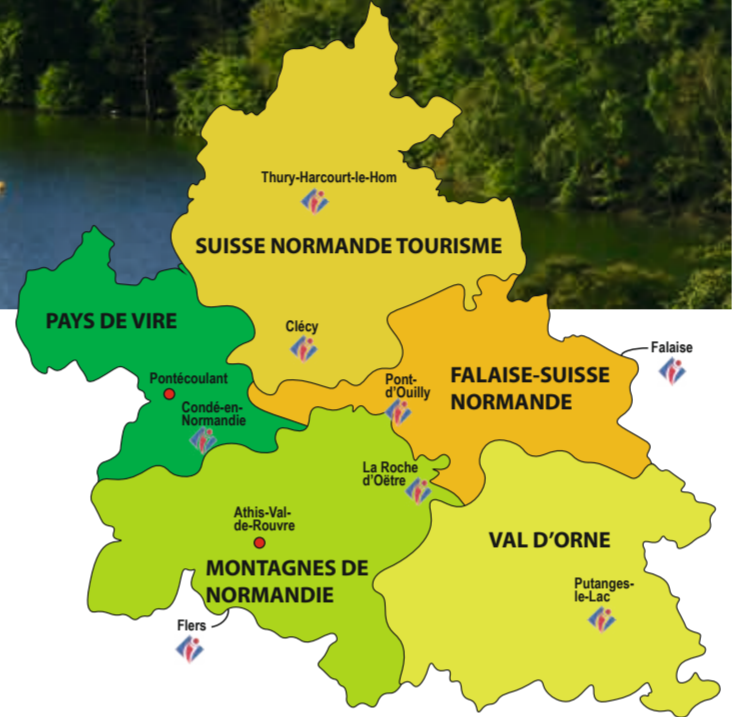 Thury-Harcourt-le-Hom
SUISSE NORMANDE TOURISME
PAYS DE VIRE
Clécy
Falaise
Pontécoulant
Pont-
d'Ouilly
FALAISE-SUISSE
NORMANDE
Condé-en-
Normandie
La Roche
d'Oëtre
Athis-Val-
de-Rouvre
VAL D'ORNE
MONTAGNES DE
NORMANDIE
Putanges-
le-Lac
Flers